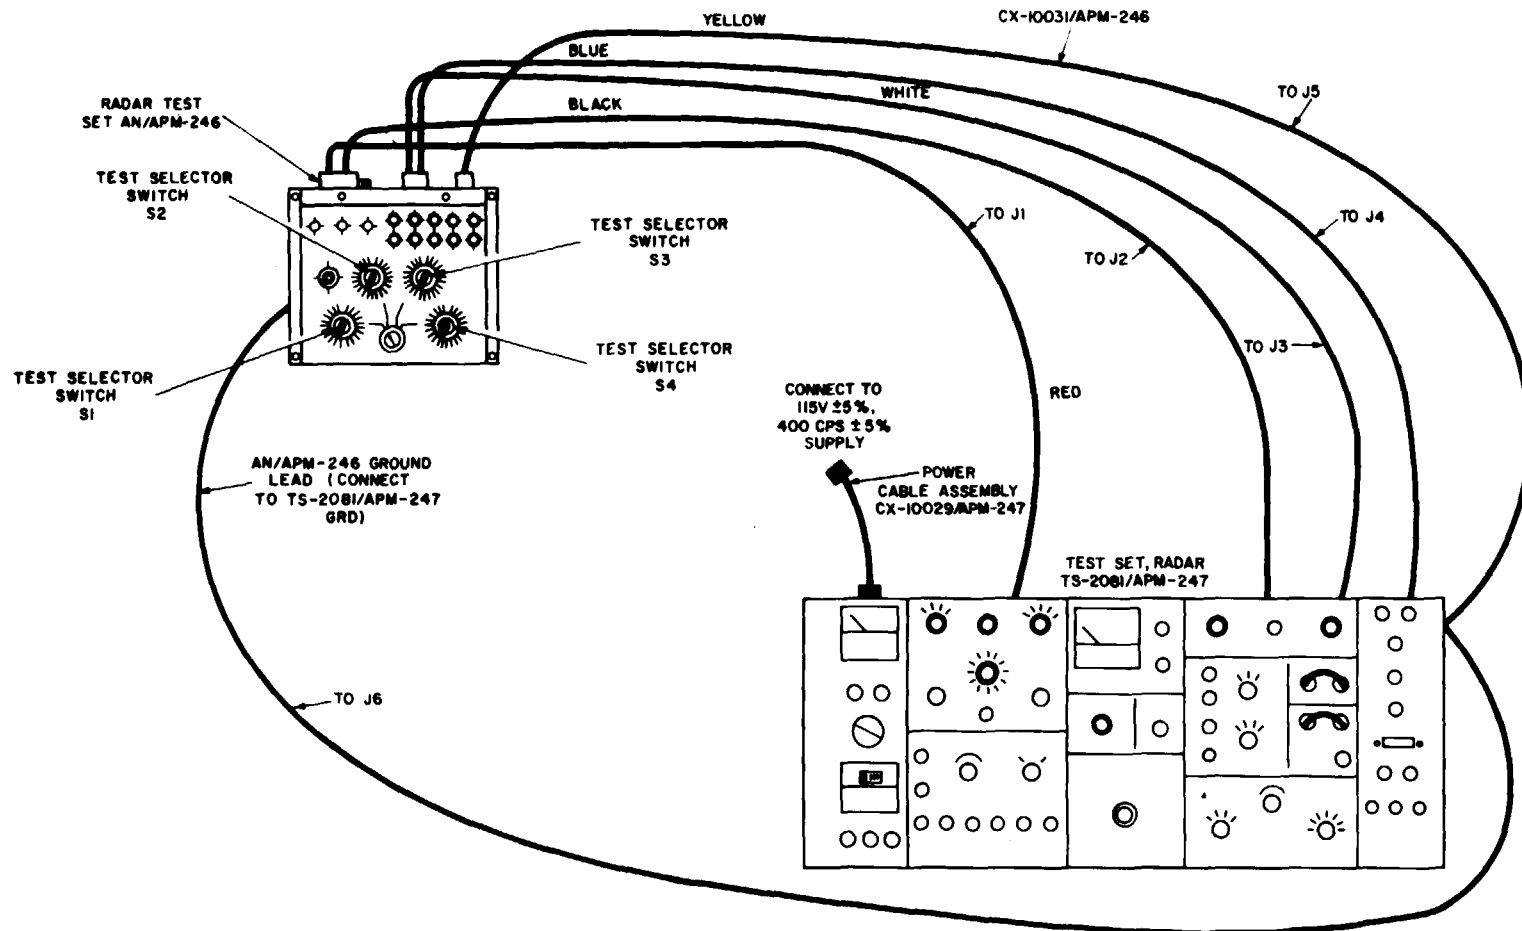 YELLOW
CX-10031/APM-246
BLUE
WHITE
TO J5
RADAR TEST
SET AN/APM-246
BLACK
TEST SELECTOR
SWITCH
S2
TEST SELECTOR
SWITCH
S3
TO J1
TO J2
TO J4
TEST SELECTOR
SWITCH
S4
TO J3
TEST SELECTOR
SWITCH
S1
CONNECT TO
115V ±5%,
400 CPS ±5%
SUPPLY
RED
AN/APM-246 GROUND
LEAD (CONNECT
TO TS-2081/APM-247
GRD)
POWER
CABLE ASSEMBLY
CX-10029/APM-247
TEST SET, RADAR
TS-2081/APM-247
TO J6